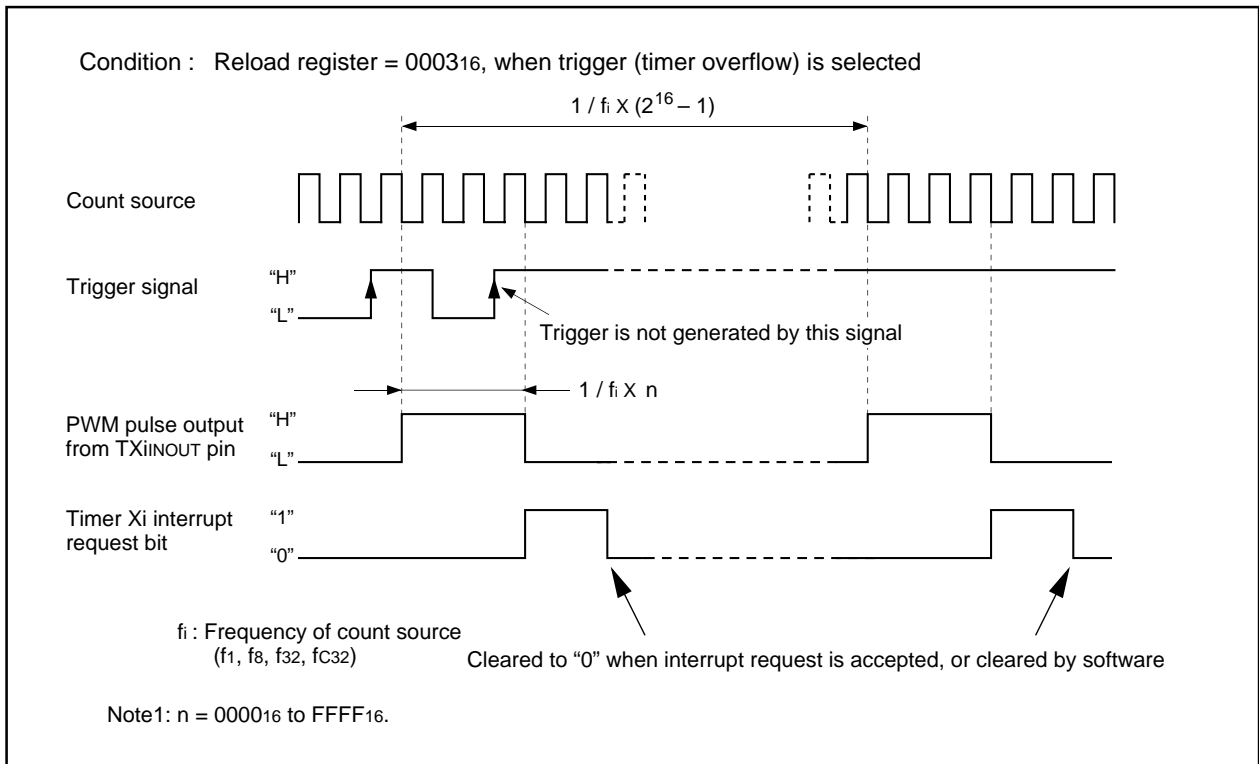 Condition : Reload register = 000316, when trigger (timer overflow) is selected
1 / fi X (2^16 – 1)
Count source
Trigger signal
“H”
“L”
Trigger is not generated by this signal
1 / fi X n
PWM pulse output
from TXiINOUT pin
“H”
“L”
Timer Xi interrupt
request bit
“1”
“0”
fi : Frequency of count source
(f1, f8, f32, fC32)
Cleared to “0” when interrupt request is accepted, or cleared by software
Note1: n = 000016 to FFFF16.